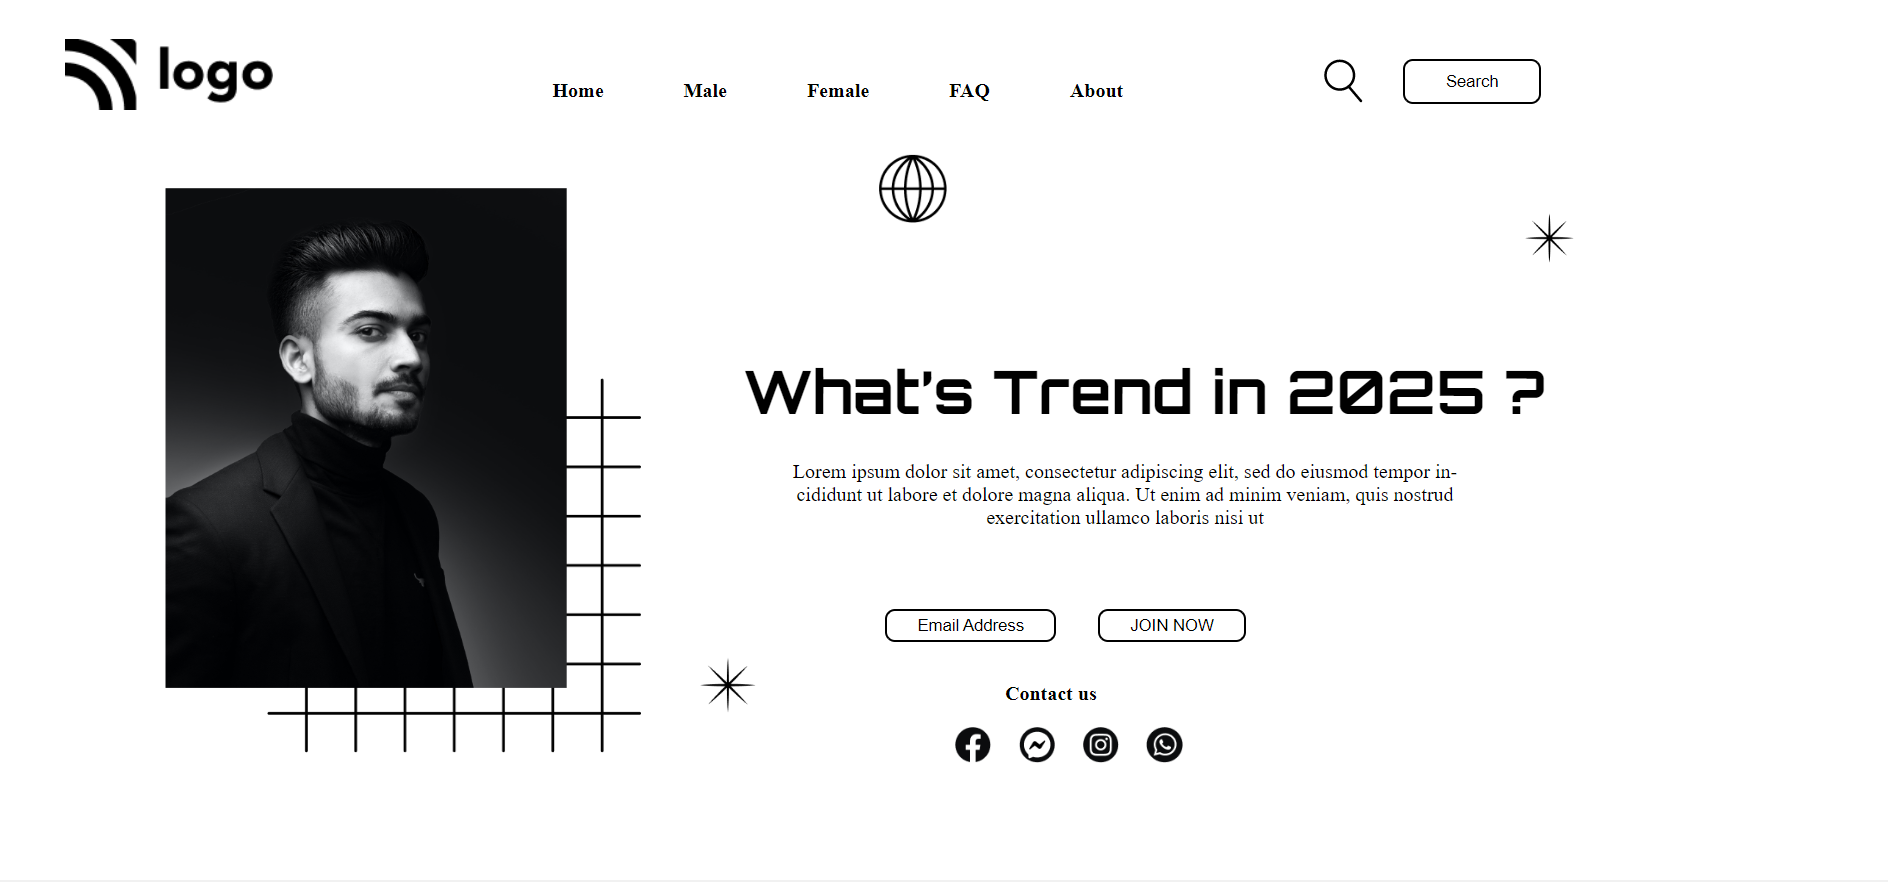 logo
Home Male Female FAQ About
Search
What's Trend in 2025 ?
Lorem ipsum dolor sit amet, consectetur adipiscing elit, sed do eiusmod tempor in-
cididunt ut labore et dolore magna aliqua. Ut enim ad minim veniam, quis nostrud
exercitation ullamco laboris nisi ut
Email Address JOIN NOW
Contact us